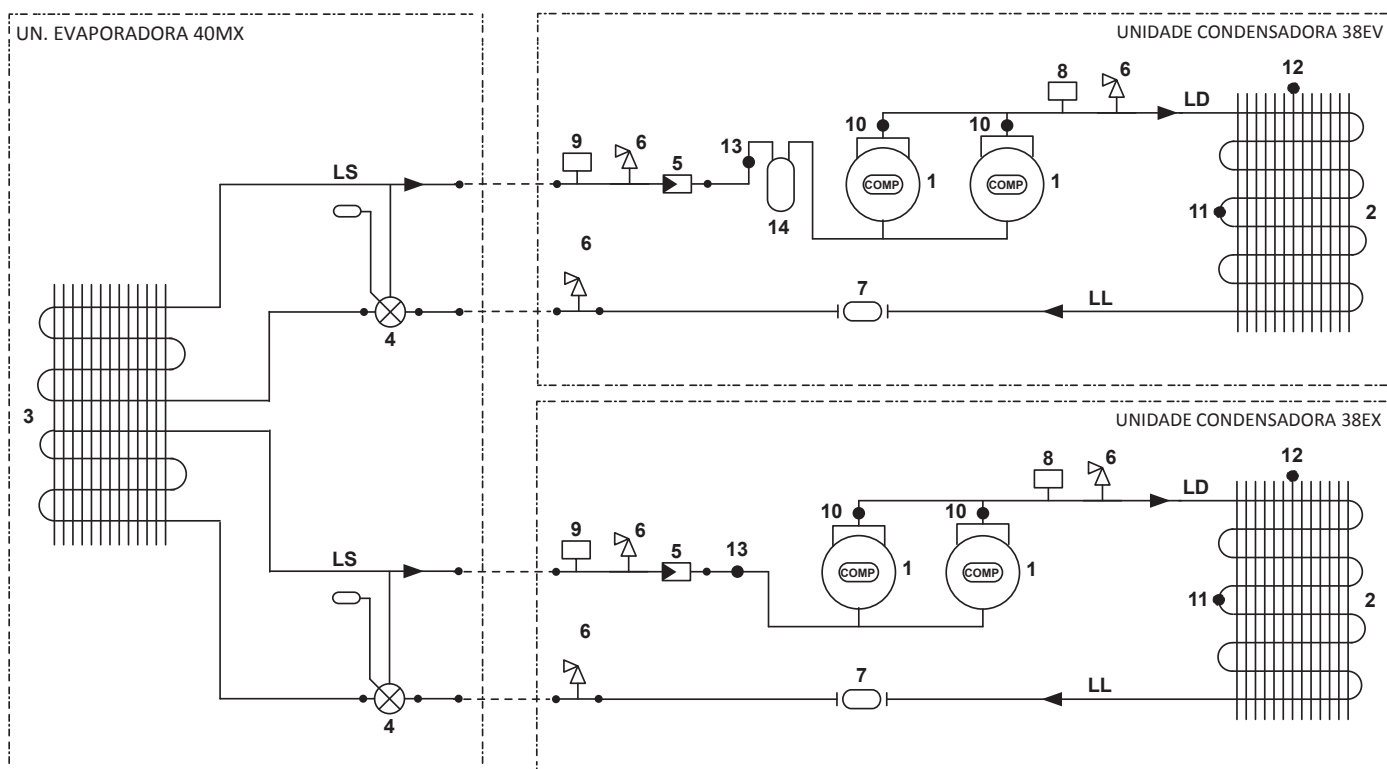 UN. EVAPORADORA 40MX
UNIDADE CONDENSADORA 38EV
12
8
6
LD
10
10
9
6
5
13
LS
COMP
1
COMP
1
14
11
2
6
7
LL
4
3
UNIDADE CONDENSADORA 38EX
12
8
6
LD
10
10
9
6
5
13
LS
COMP
1
COMP
1
11
2
6
7
LL
4